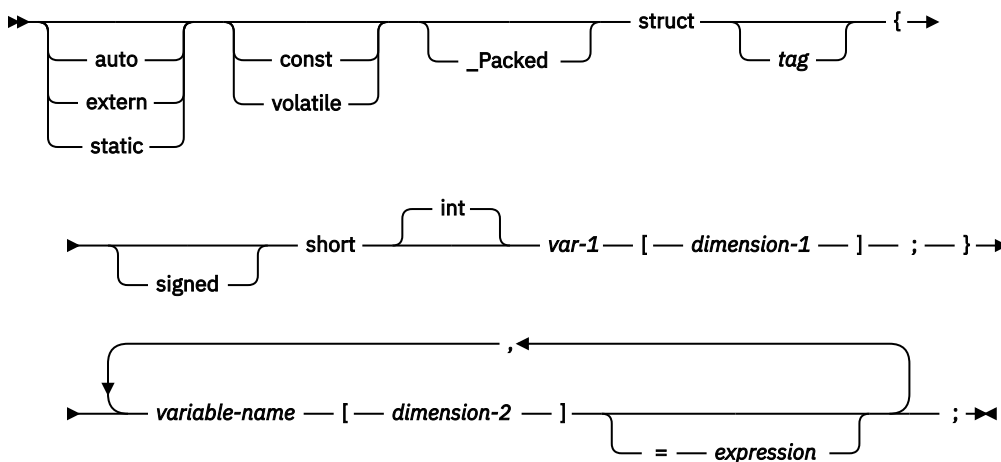 struct {
auto const _Packed tag
extern volatile
static
int
short var-1 [ dimension-1 ] ; }
signed
,
variable-name [ dimension-2 ] ;
= expression